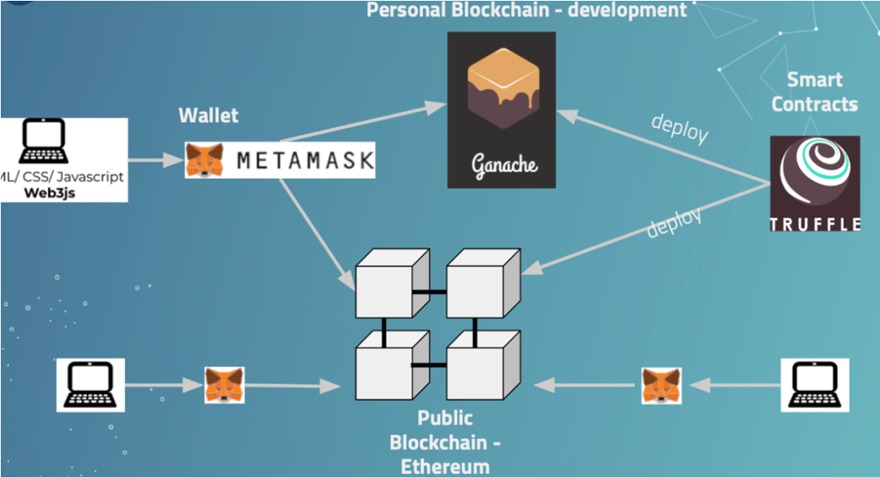 Personal Blockchain - development
Smart
Contracts
Wallet
METAMASK
ML/ CSS/ Javascript
Web3js
Ganache
deploy
TRUFFLE
deploy
Public
Blockchain -
Ethereum